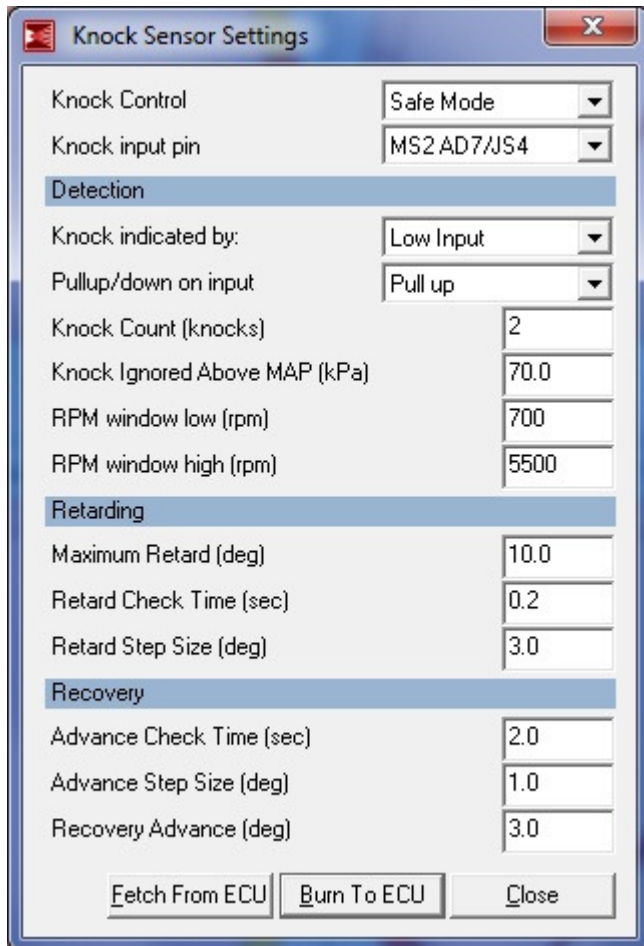 Knock Sensor Settings
Knock Control Safe Mode
Knock input pin MS2 AD7/JS4
Detection
Knock indicated by: Low Input
Pullup/down on input Pull up
Knock Count (knocks) 2
Knock Ignored Above MAP (kPa) 70.0
RPM window low (rpm) 700
RPM window high (rpm) 5500
Retarding
Maximum Retard (deg) 10.0
Retard Check Time (sec) 0.2
Retard Step Size (deg) 3.0
Recovery
Advance Check Time (sec) 2.0
Advance Step Size (deg) 1.0
Recovery Advance (deg) 3.0
Fetch From ECU Burn To ECU Close